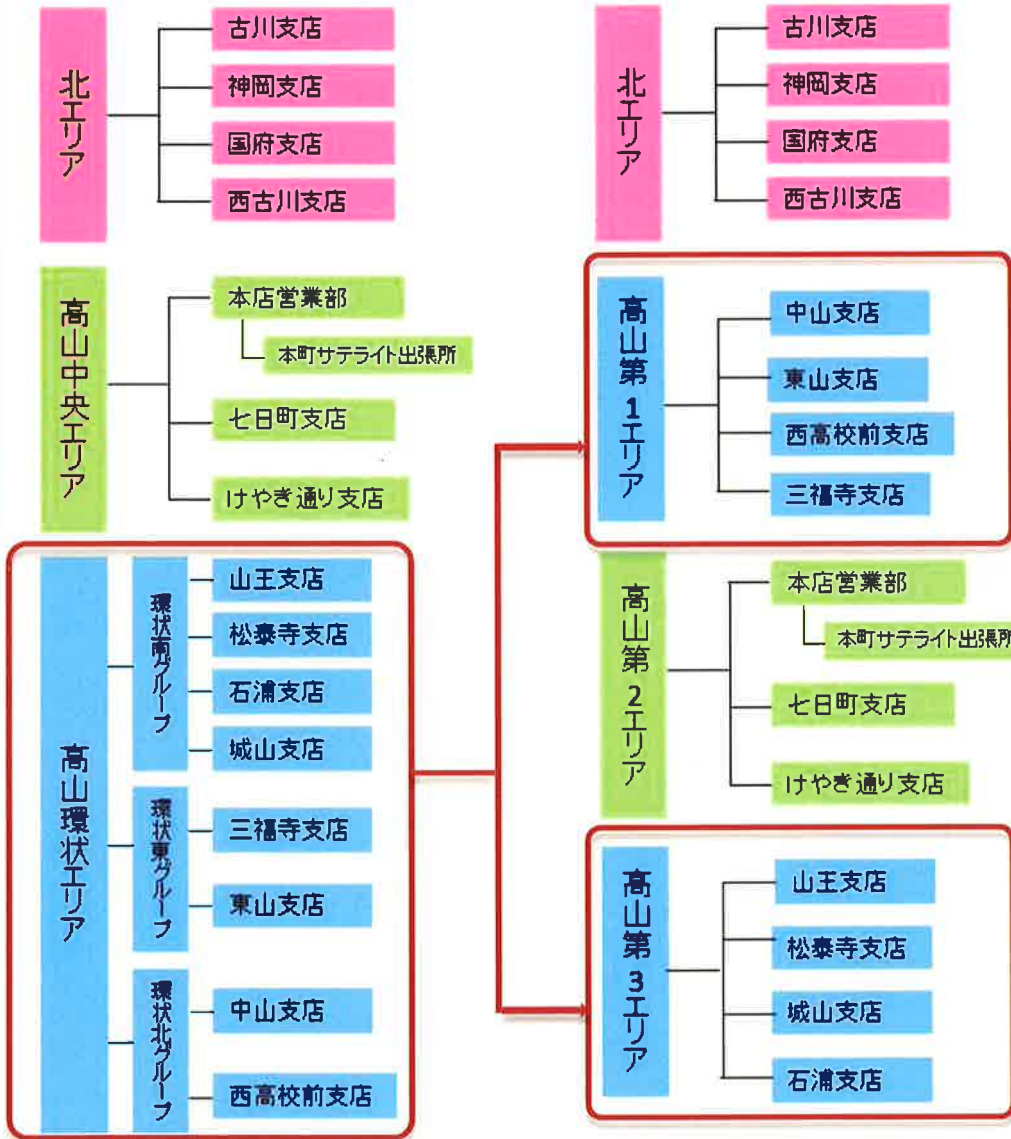 北エリア
古川支店
神岡支店
国府支店
西古川支店
高山中央エリア
本店営業部
本町サテライト出張所
七日町支店
けやき通り支店
高山環状エリア
環状南グループ
山王支店
松泰寺支店
石浦支店
城山支店
環状東グループ
三福寺支店
東山支店
環状北グループ
中山支店
西高校前支店
北エリア
古川支店
神岡支店
国府支店
西古川支店
高山第1エリア
中山支店
東山支店
西高校前支店
三福寺支店
高山第2エリア
本店営業部
本町サテライト出張所
七日町支店
けやき通り支店
高山第3エリア
山王支店
松泰寺支店
城山支店
石浦支店